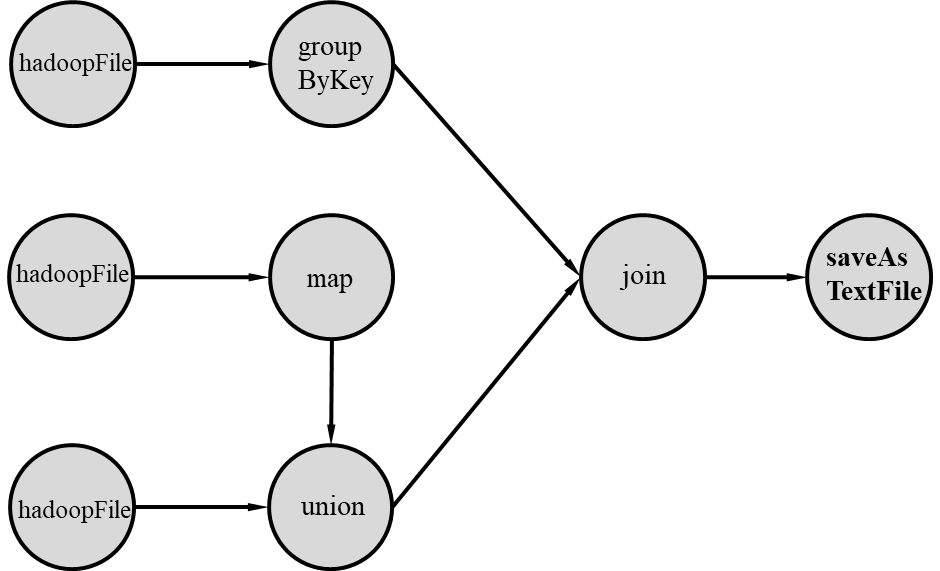 hadoopFile
group
ByKey
hadoopFile
map
join
saveAs
TextFile
hadoopFile
union